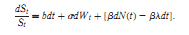 dS_t / S_t = bdt + σdW_t + [βdN(t) − βλdt].